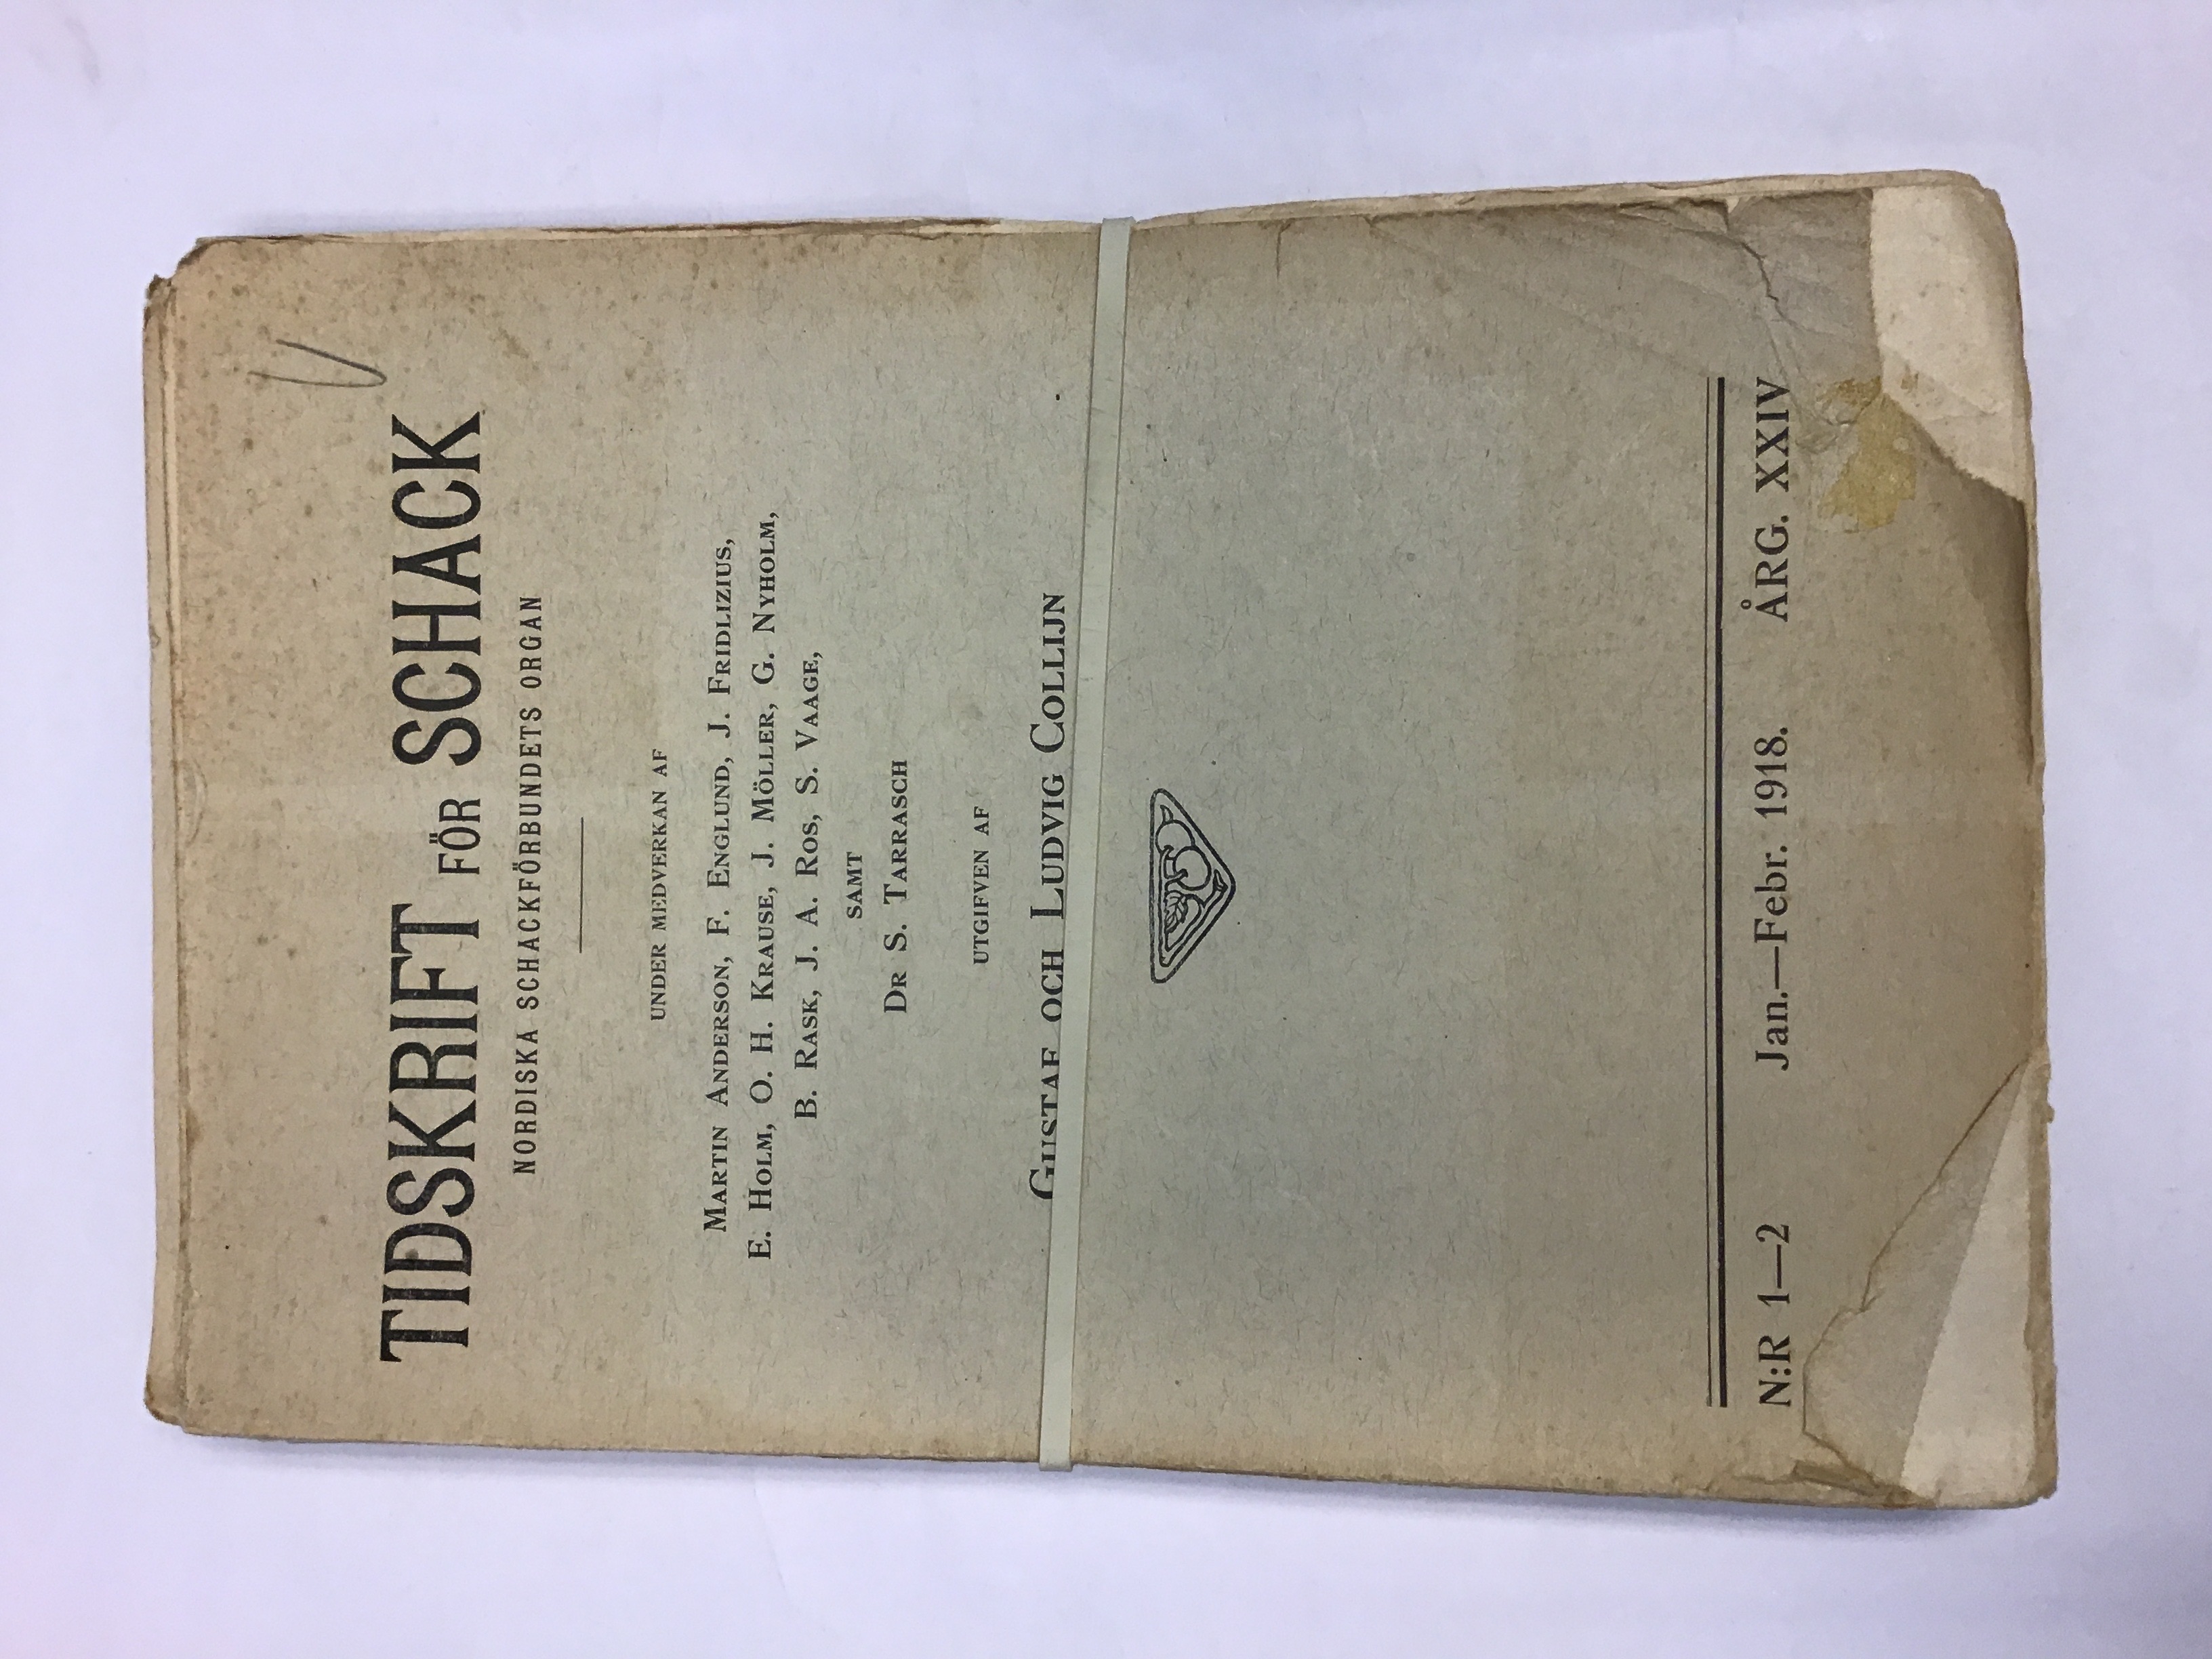 TIDSKRIFT FÖR SCHACK
NORDISKA SCHACKFÖRBUNDETS ORGAN
UNDER MEDVERKAN AF
MARTIN ANDERSON, F. ENGLUND, J. FRIDLIZIUS,
E. HOLM, O. H. KRAUSE, J. MÖLLER, G. NYHOLM,
B. RASK, J. A. ROS, S. VAAGE,
SAMT
DR S. TARRASCH
UTGIFVEN AF
GUSTAF OCH LUDVIG COLLIJN
N:R 1—2 Jan.—Febr. 1918. ÅRG. XXIV